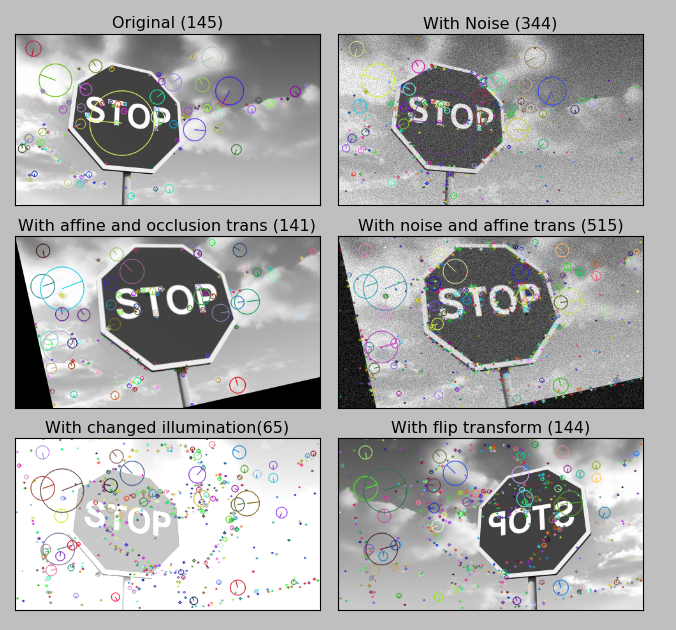 Original (145)
With Noise (344)
STOP
STOP
With affine and occlusion trans (141)
With noise and affine trans (515)
STOP
STOP
With changed illumination(65)
With flip transform (144)
STOP
STOP